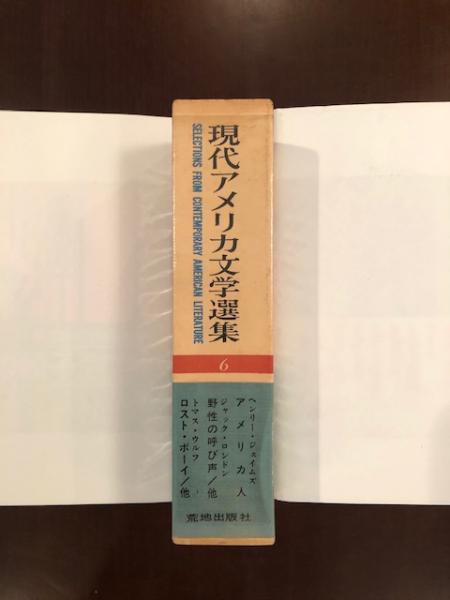 現代アメリカ文学選集
SELECTIONS FROM CONTEMPORARY AMERICAN LITERATURE
6
ヘンリー・ジェイムズ
アメリカ人
ジャック・ロンドン
野性の呼び声/他
トマス・ウルフ
ロスト・ボーイ/他
荒地出版社